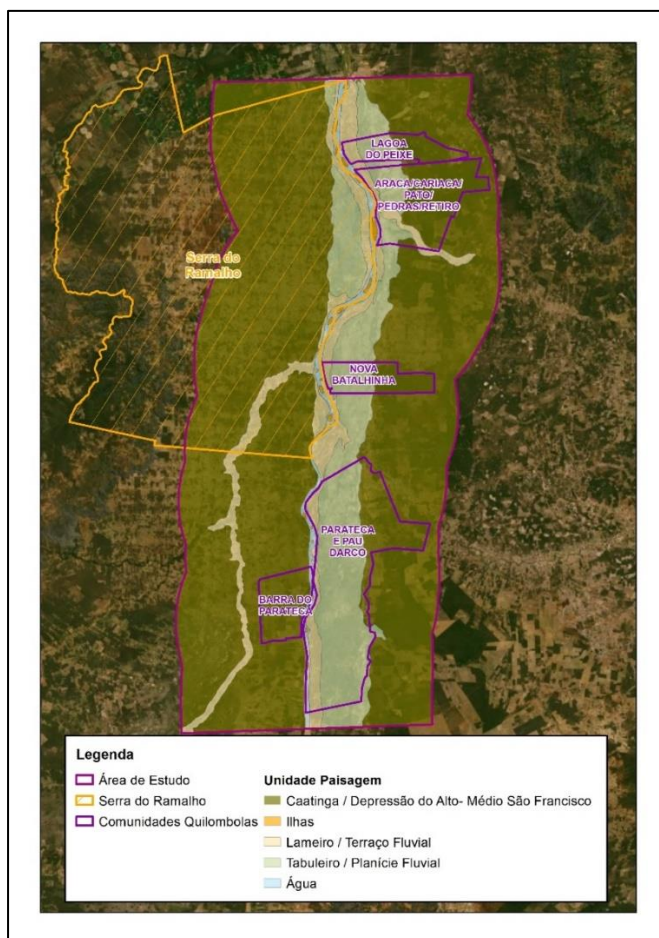 LAGOA
DO PEIXE
ARAÇA/CARIACA/
PATO/
PEDRAS/RETIRO
Serra do
Ramalho
NOVA
BATALHINHA
PARATECA
E PAU
DARCO
BARRA DO
PARATECA
Legenda
Área de Estudo
Serra do Ramalho
Comunidades Quilombolas
Unidade Paisagem
Caatinga / Depressão do Alto- Médio São Francisco
Ilhas
Lameiro / Terraço Fluvial
Tabuleiro / Planície Fluvial
Água